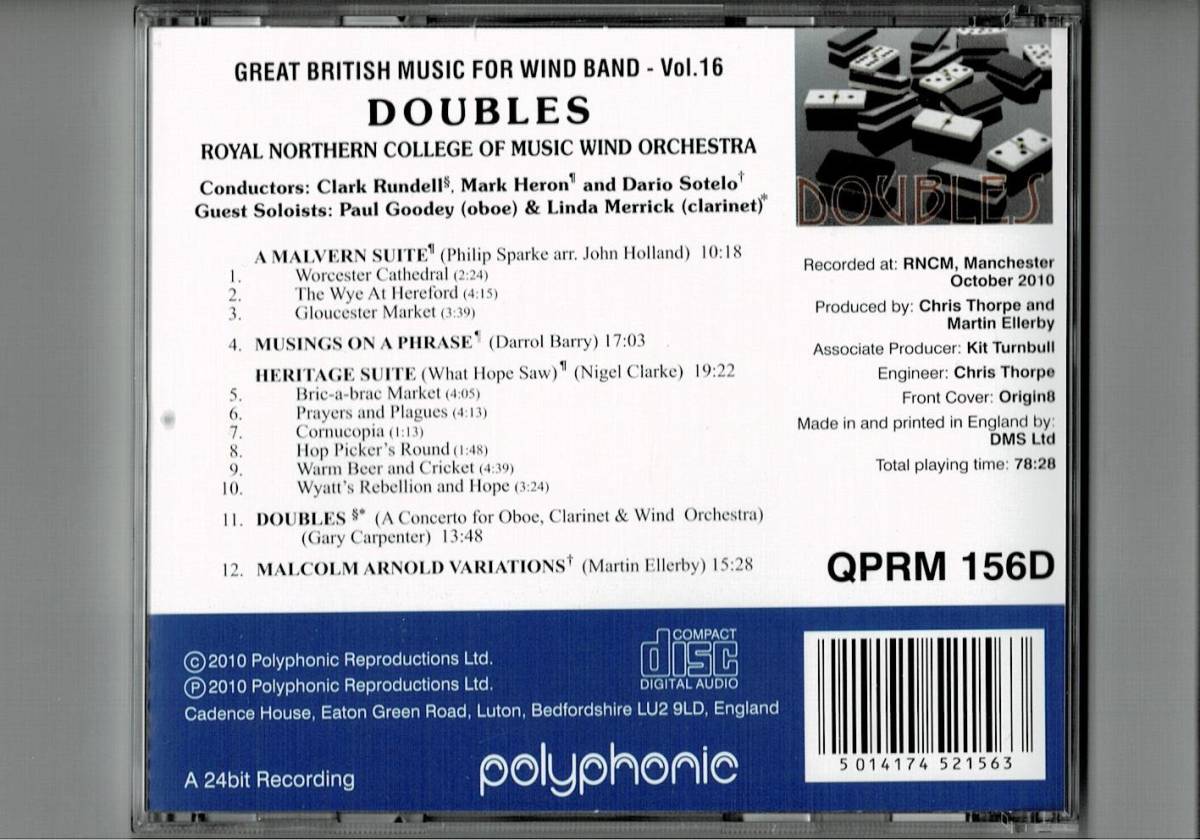 GREAT BRITISH MUSIC FOR WIND BAND - Vol.16
DOUBLES
ROYAL NORTHERN COLLEGE OF MUSIC WIND ORCHESTRA
Conductors: Clark Rundell§, Mark Heron¶ and Dario Sotelo†
Guest Soloists: Paul Goodey (oboe) & Linda Merrick (clarinet)*
A MALVERN SUITE¶ (Philip Sparke arr. John Holland) 10:18
1. Worcester Cathedral (2:24)
2. The Wye At Hereford (4:15)
3. Gloucester Market (3:39)
4. MUSINGS ON A PHRASE¶ (Darrol Barry) 17:03
HERITAGE SUITE (What Hope Saw)¶ (Nigel Clarke) 19:22
5. Bric-a-brac Market (4:05)
6. Prayers and Plagues (4:13)
7. Cornucopia (1:13)
8. Hop Picker's Round (1:48)
9. Warm Beer and Cricket (4:39)
10. Wyatt's Rebellion and Hope (3:24)
11. DOUBLES §* (A Concerto for Oboe, Clarinet & Wind Orchestra)
(Gary Carpenter) 13:48
12. MALCOLM ARNOLD VARIATIONS† (Martin Ellerby) 15:28
DOUBLES
Recorded at: RNCM, Manchester
October 2010
Produced by: Chris Thorpe and
Martin Ellerby
Associate Producer: Kit Turnbull
Engineer: Chris Thorpe
Front Cover: Origin8
Made in and printed in England by:
DMS Ltd
Total playing time: 78:28
QPRM 156D
©2010 Polyphonic Reproductions Ltd.
℗2010 Polyphonic Reproductions Ltd.
Cadence House, Eaton Green Road, Luton, Bedfordshire LU2 9LD, England
COMPACT
disc
DIGITAL AUDIO
A 24bit Recording
polyphonic
5 014174 521563